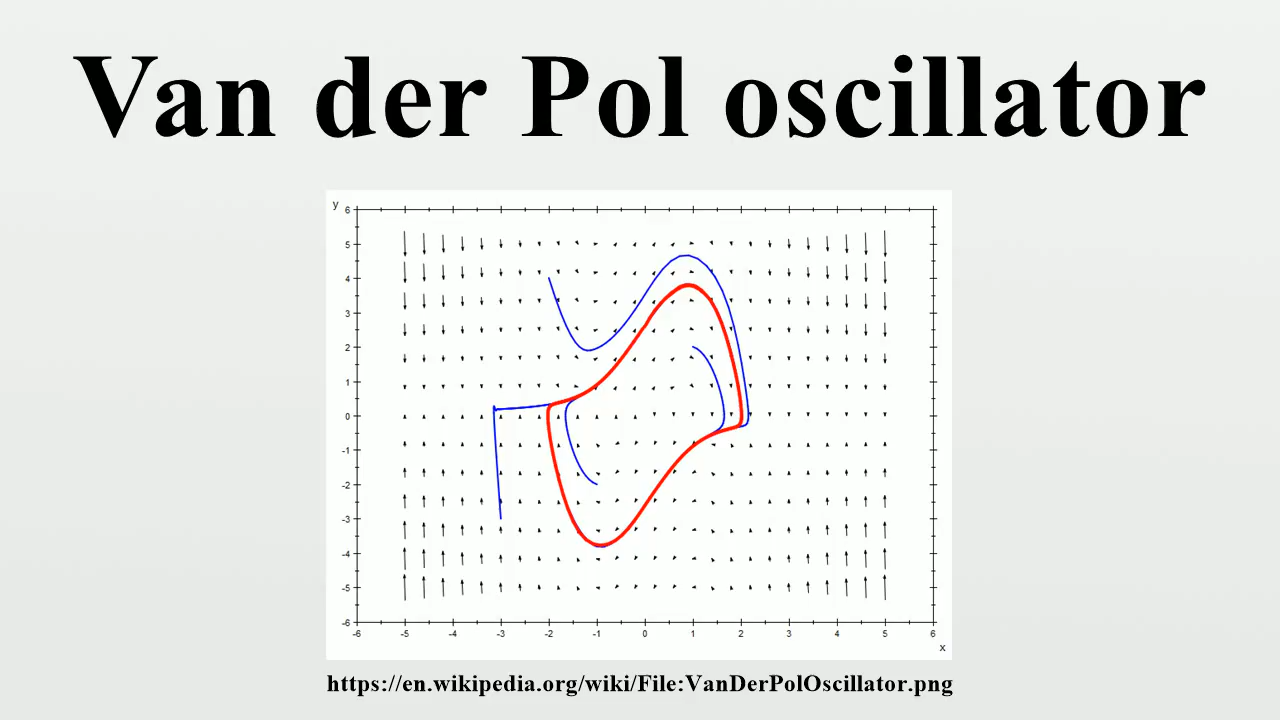 Van der Pol oscillator
y
6
5
4
3
2
1
0
-1
-2
-3
-4
-5
-6
-6 -5 -4 -3 -2 -1 0 1 2 3 4 5 6
x
https://en.wikipedia.org/wiki/File:VanDerPolOscillator.png